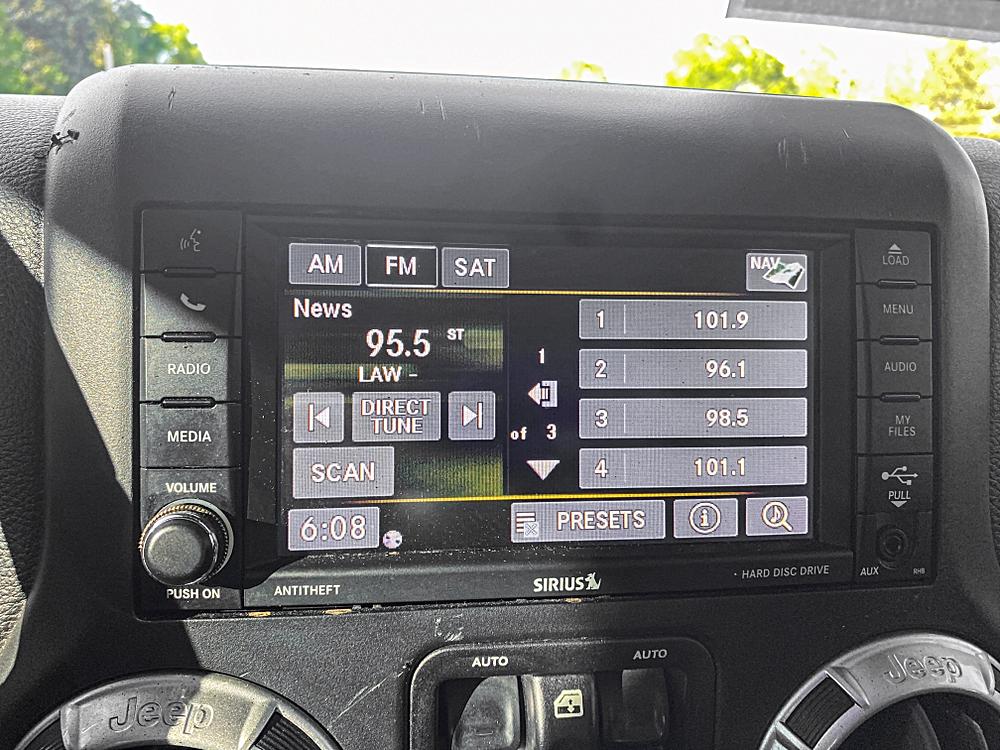 AM FM SAT
NAV
News
95.5 ST
LAW -
DIRECT
TUNE
SCAN
6:08
1
of 3
1 101.9
2 96.1
3 98.5
4 101.1
PRESETS
i
RADIO
MEDIA
VOLUME
PUSH ON
ANTITHEFT
SIRIUS
• HARD DISC DRIVE
LOAD
MENU
AUDIO
MY
FILES
PULL
AUX
RHB
AUTO
AUTO
Jeep
Jeep